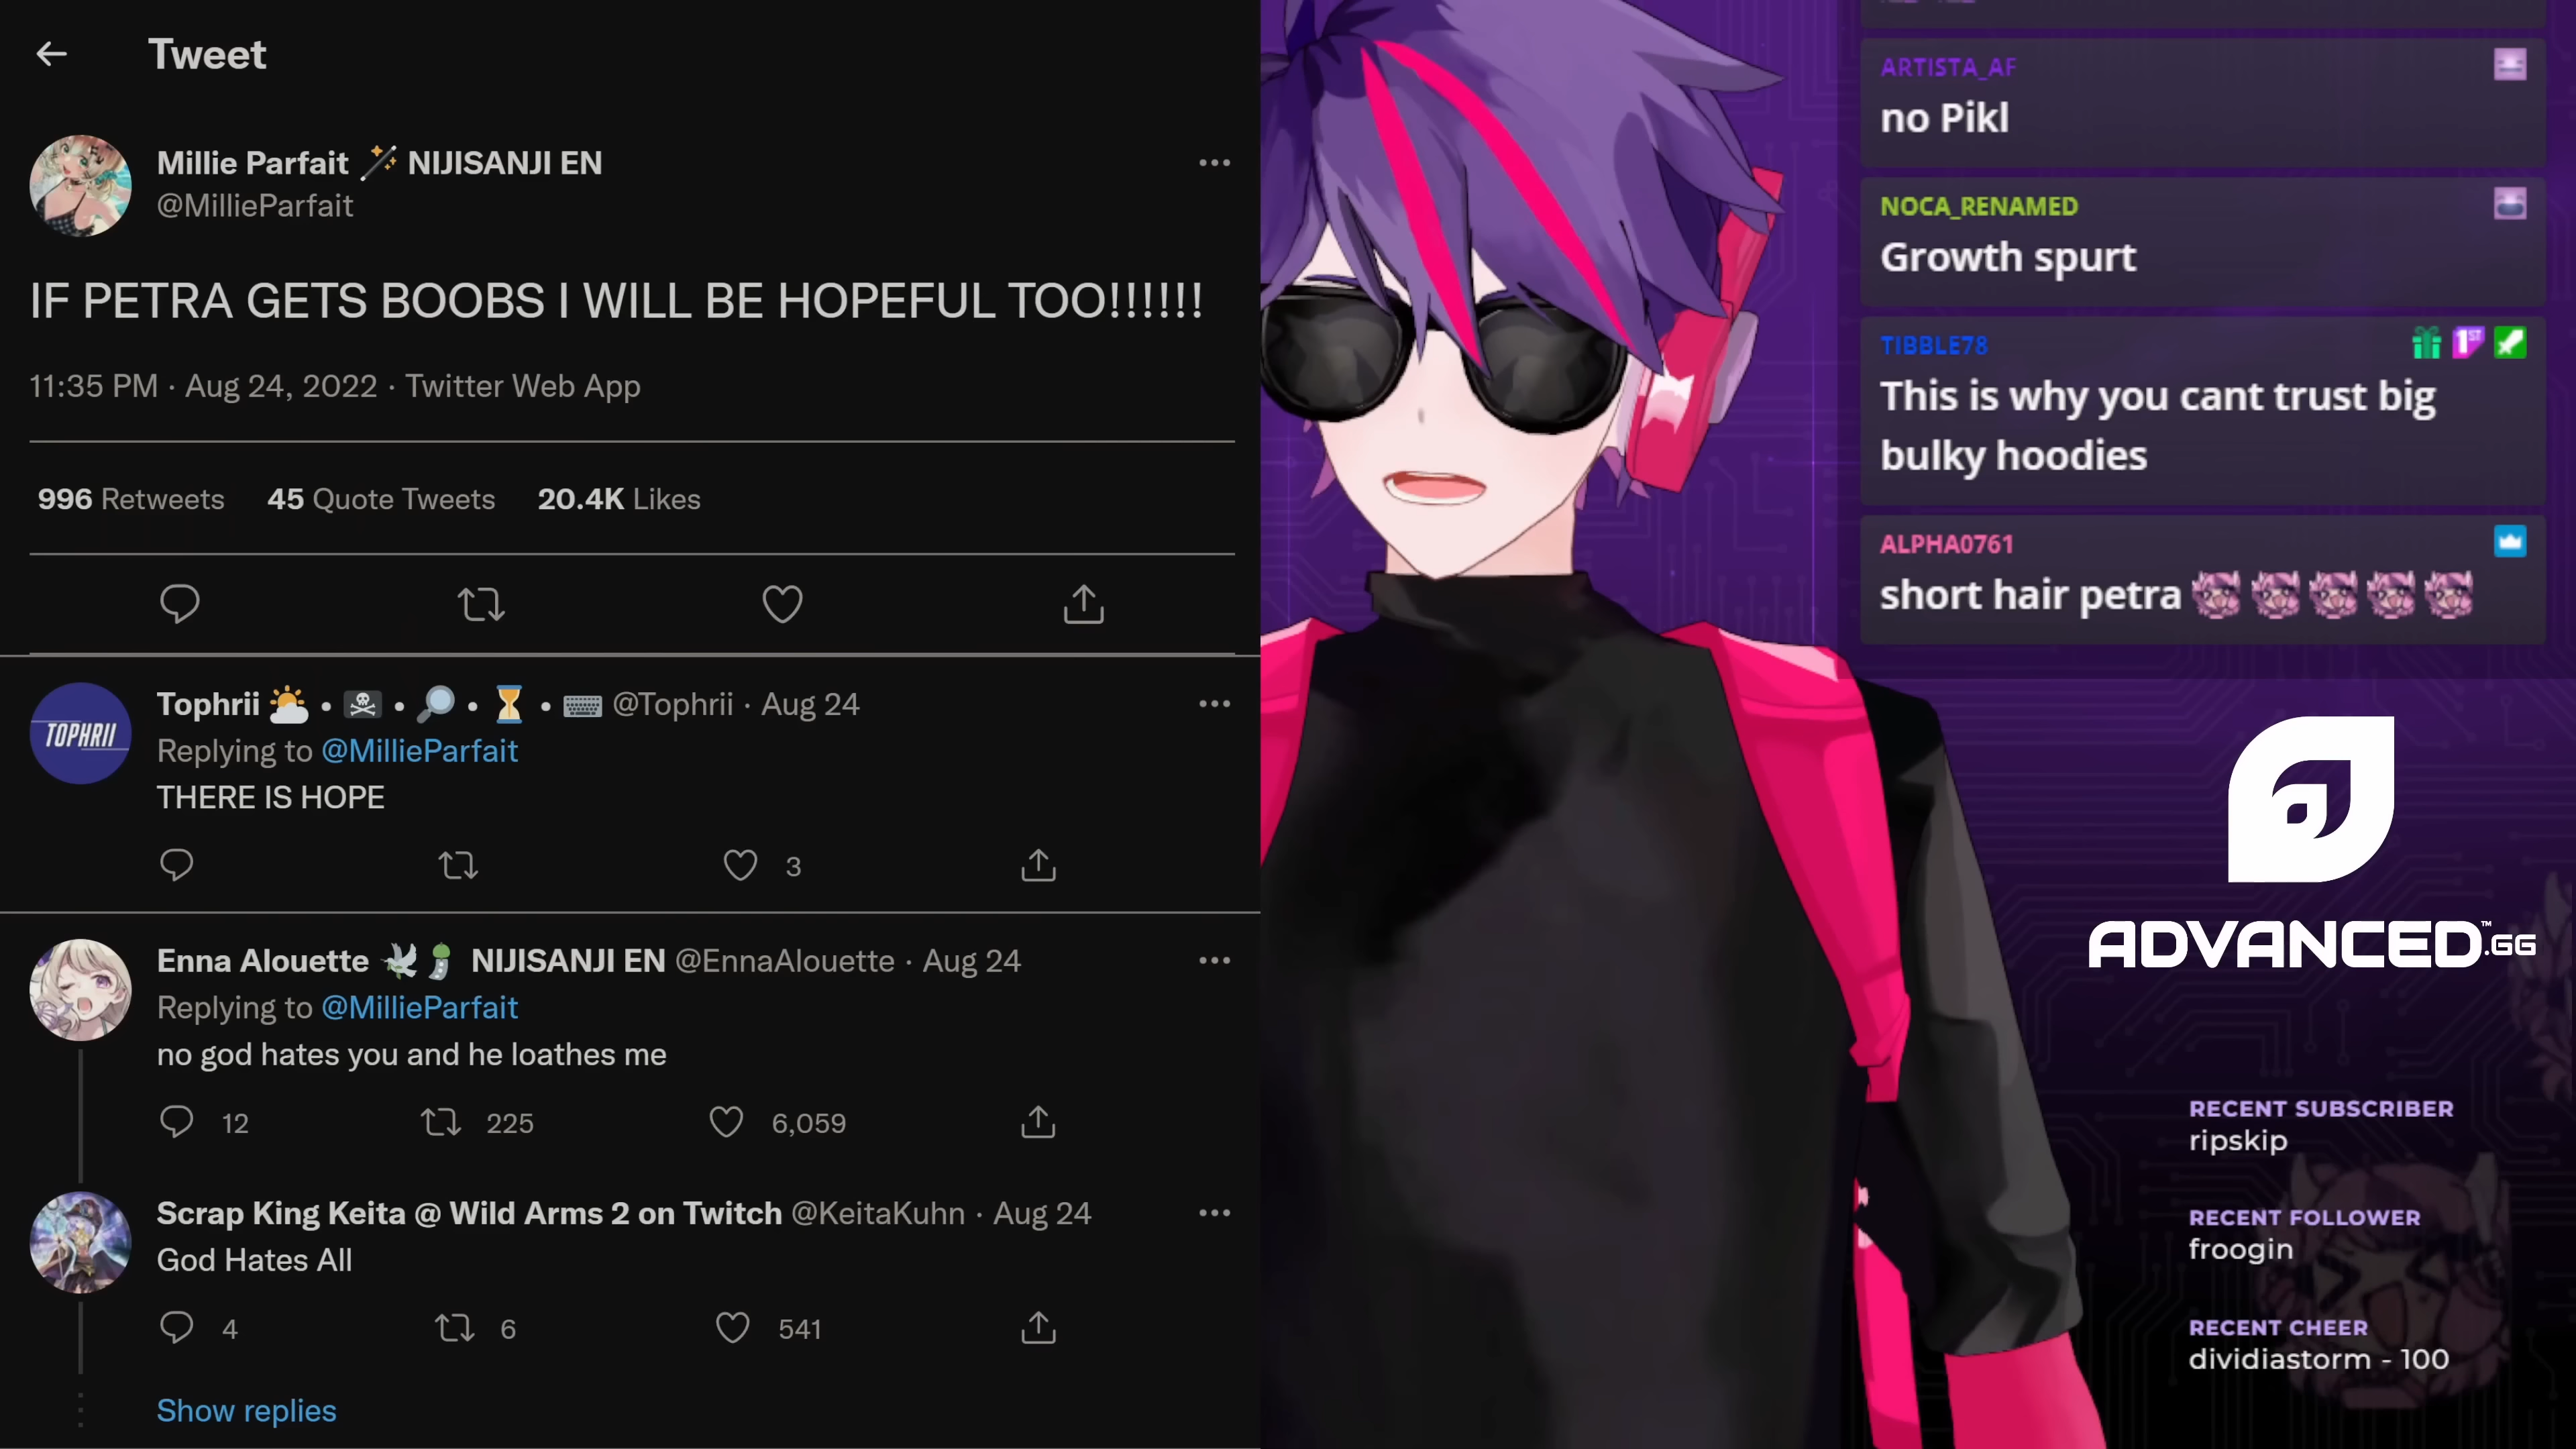 Tweet
Millie Parfait 🪄 NIJISANJI EN
@MillieParfait
IF PETRA GETS BOOBS I WILL BE HOPEFUL TOO!!!!!!
11:35 PM · Aug 24, 2022 · Twitter Web App
996 Retweets 45 Quote Tweets 20.4K Likes
TOPHRII
Tophrii 🌤️ • 🏴‍☠️ • 🔎 • ⏳ • ⌨️ @Tophrii · Aug 24
Replying to @MillieParfait
THERE IS HOPE
3
Enna Alouette 🕊️ NIJISANJI EN @EnnaAlouette · Aug 24
Replying to @MillieParfait
no god hates you and he loathes me
12 225 6,059
Scrap King Keita @ Wild Arms 2 on Twitch @KeitaKuhn · Aug 24
God Hates All
4 6 541
Show replies
ARTISTA_AF
no Pikl
NOCA_RENAMED
Growth spurt
TIBBLE78
1ST
This is why you cant trust big
bulky hoodies
ALPHA0761
short hair petra
ADVANCED™.GG
RECENT SUBSCRIBER
ripskip
RECENT FOLLOWER
froogin
RECENT CHEER
dividiastorm - 100